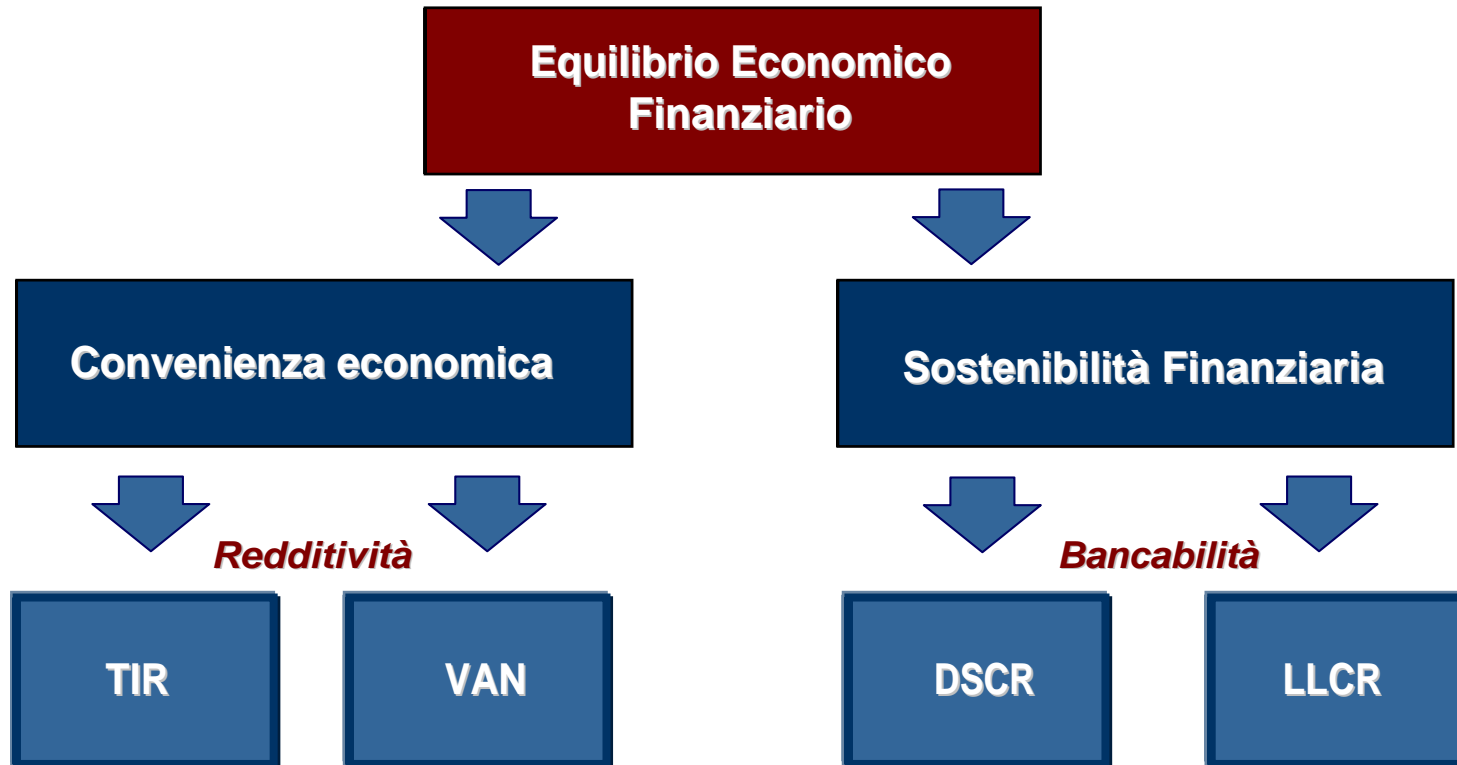 Equilibrio Economico
Finanziario
Convenienza economica
Sostenibilità Finanziaria
Redditività
Bancabilità
TIR
VAN
DSCR
LLCR